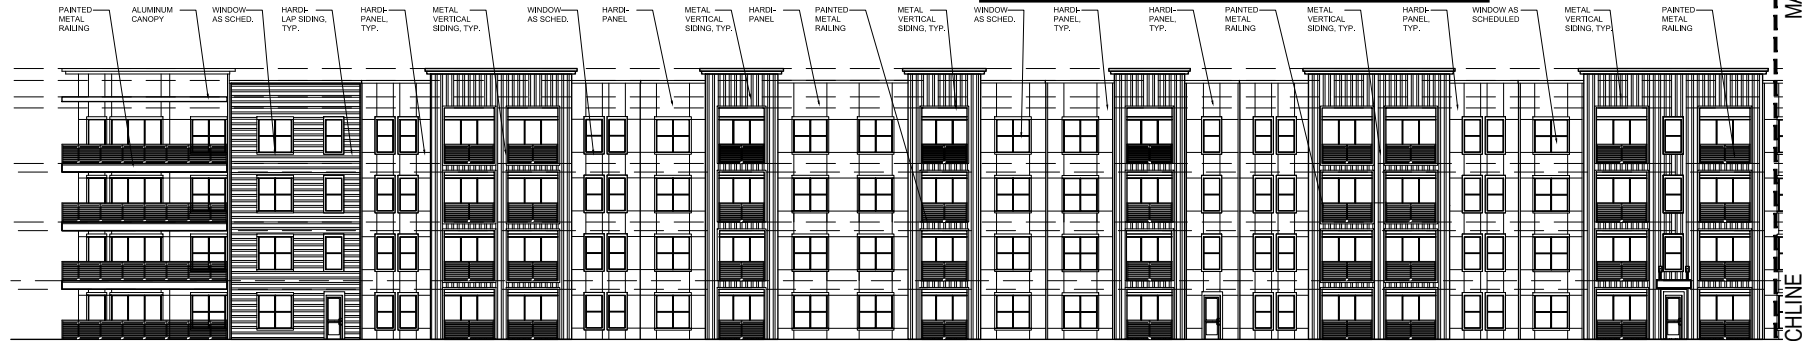 PAINTED
METAL
RAILING
ALUMINUM
CANOPY
WINDOW
AS SCHED.
HARDI-
LAP SIDING,
TYP.
HARDI-
PANEL,
TYP.
METAL
VERTICAL
SIDING, TYP.
WINDOW
AS SCHED.
HARDI-
PANEL
METAL
VERTICAL
SIDING, TYP.
HARDI-
PANEL
PAINTED
METAL
RAILING
METAL
VERTICAL
SIDING, TYP.
WINDOW
AS SCHED.
HARDI-
PANEL,
TYP.
HARDI-
PANEL,
TYP.
PAINTED
METAL
RAILING
METAL
VERTICAL
SIDING, TYP.
HARDI-
PANEL,
TYP.
WINDOW AS
SCHEDULED
METAL
VERTICAL
SIDING, TYP.
PAINTED
METAL
RAILING
MA
CHLINE